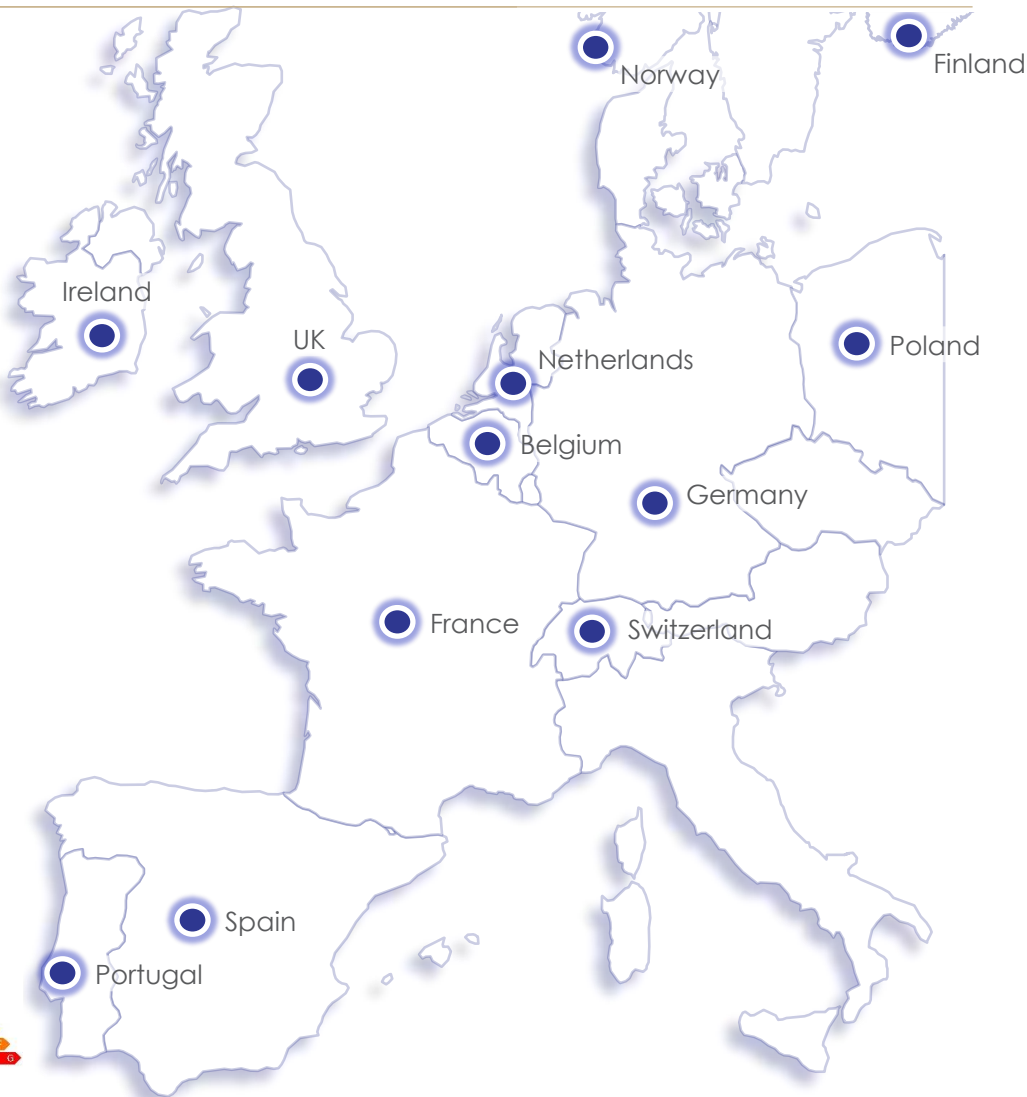 Norway
Finland
Ireland
UK
Netherlands
Poland
Belgium
Germany
France
Switzerland
Spain
Portugal
G